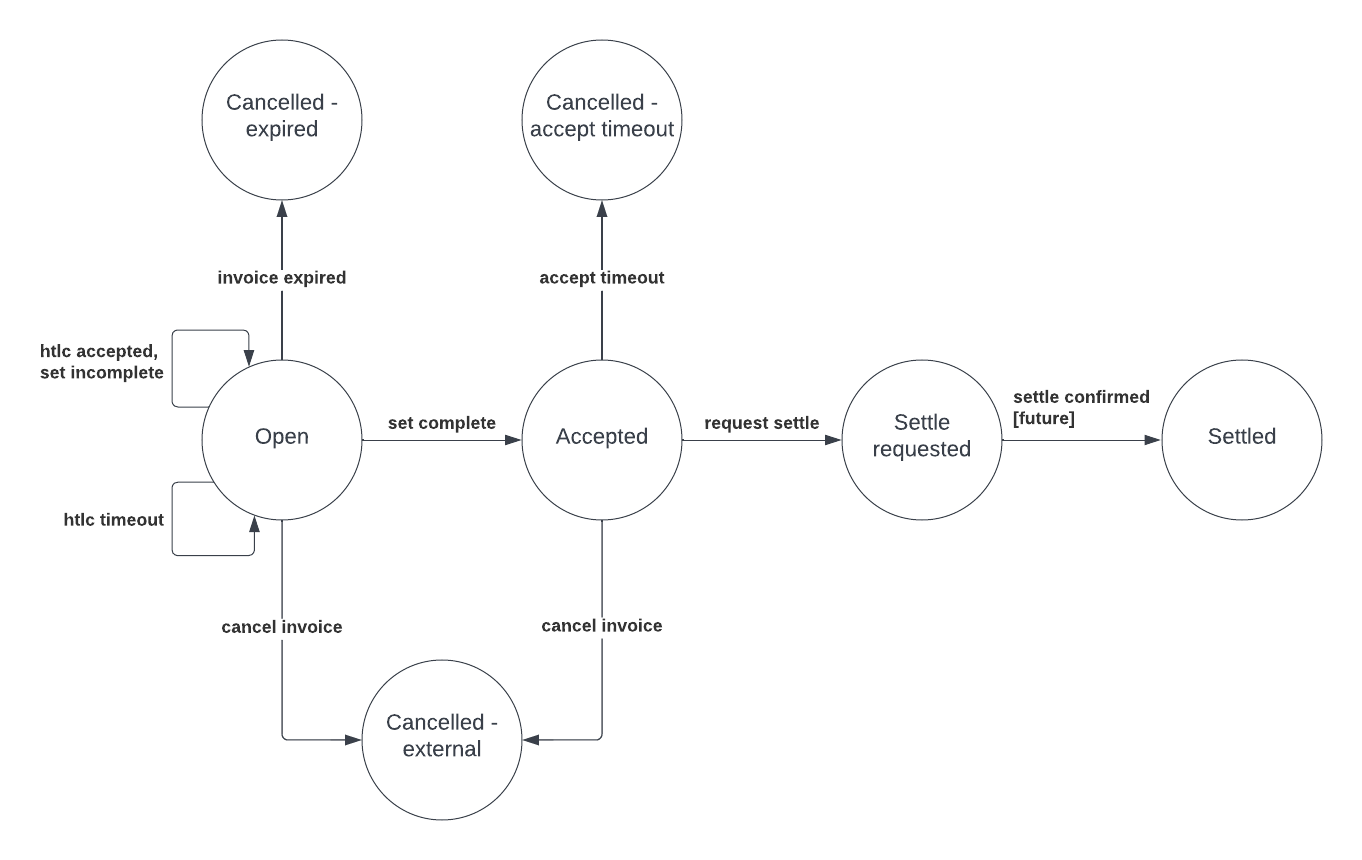 Cancelled -
expired
Cancelled -
accept timeout
invoice expired
accept timeout
htlc accepted,
set incomplete
Open
set complete
Accepted
request settle
Settle
requested
settle confirmed
[future]
Settled
htlc timeout
cancel invoice
cancel invoice
Cancelled -
external